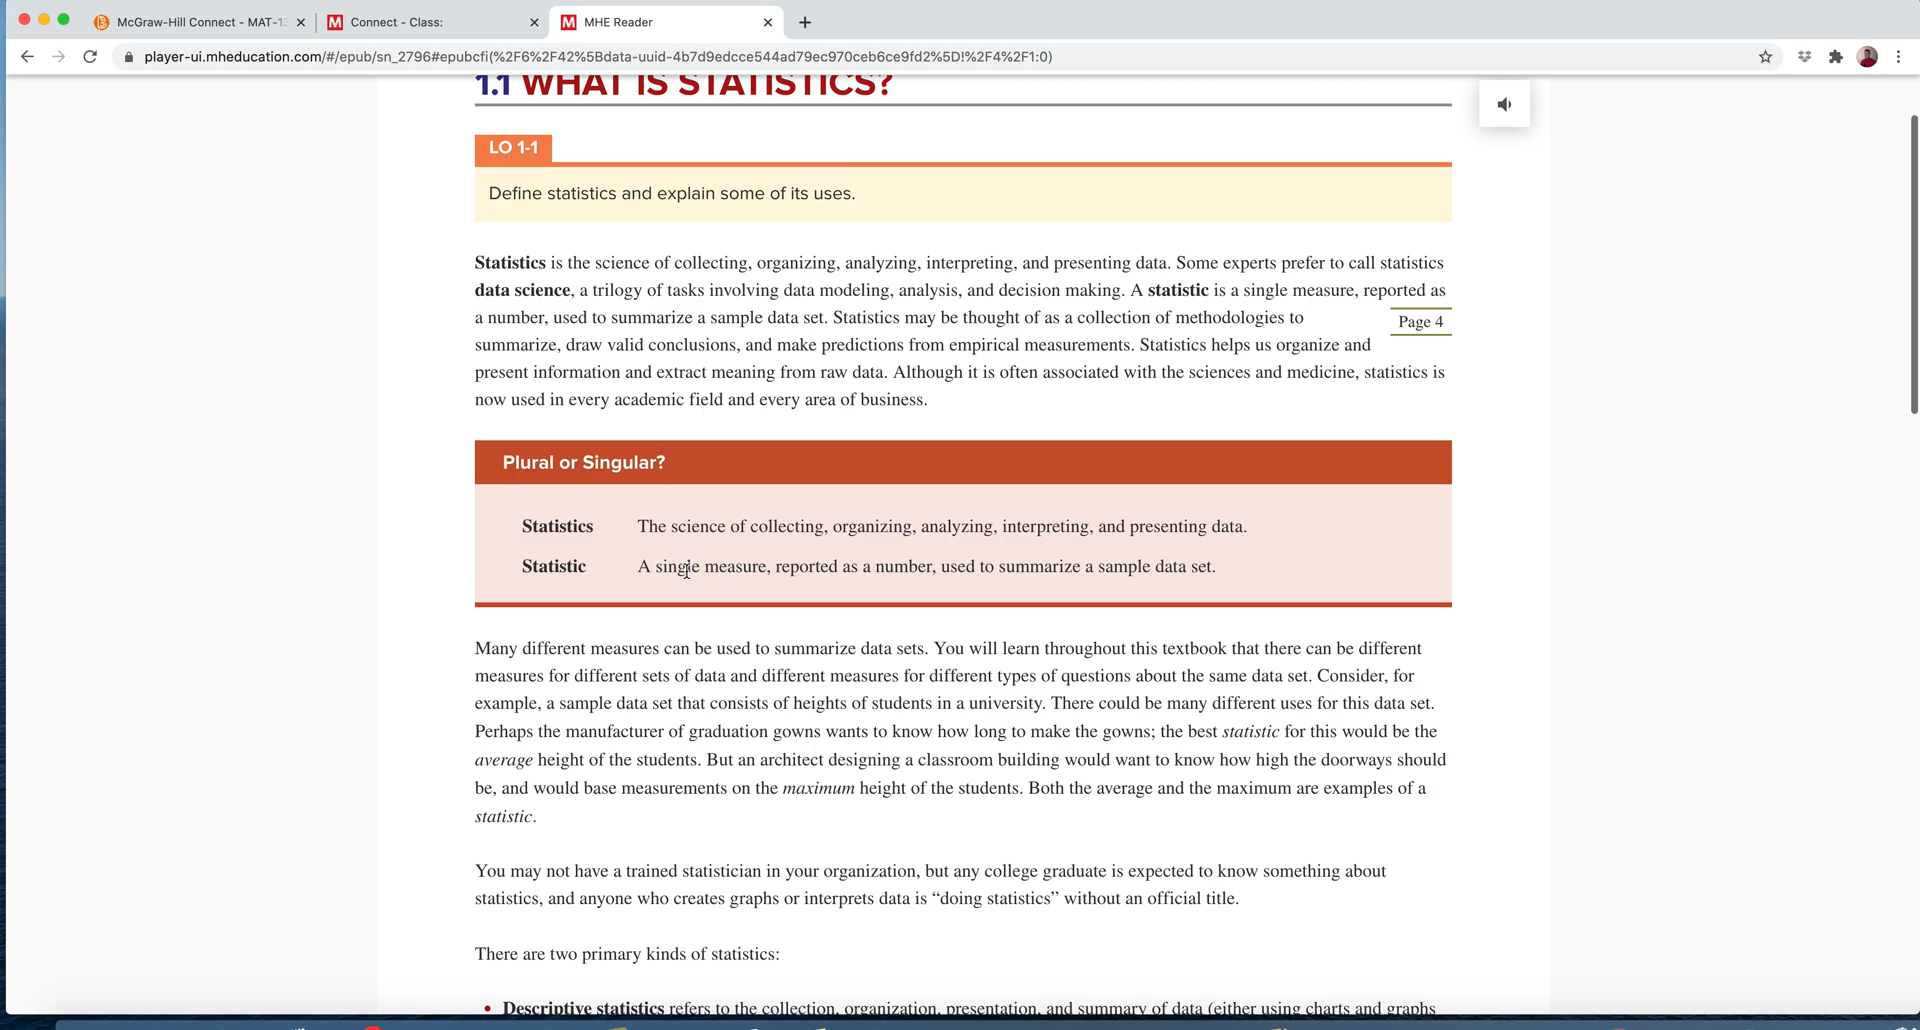 McGraw-Hill Connect - MAT-13
Connect - Class:
MHE Reader
player-ui.mheducation.com/#/epub/sn_2796#epubcfi(%2F6%2F42%5Bdata-uuid-4b7d9edcce544ad79ec970ceb6ce9fd2%5D!%2F4%2F1:0)
1.1 WHAT IS STATISTICS?
LO 1-1
Define statistics and explain some of its uses.
Statistics is the science of collecting, organizing, analyzing, interpreting, and presenting data. Some experts prefer to call statistics
data science, a trilogy of tasks involving data modeling, analysis, and decision making. A statistic is a single measure, reported as
a number, used to summarize a sample data set. Statistics may be thought of as a collection of methodologies to
Page 4
summarize, draw valid conclusions, and make predictions from empirical measurements. Statistics helps us organize and
present information and extract meaning from raw data. Although it is often associated with the sciences and medicine, statistics is
now used in every academic field and every area of business.
Plural or Singular?
Statistics The science of collecting, organizing, analyzing, interpreting, and presenting data.
Statistic A single measure, reported as a number, used to summarize a sample data set.
Many different measures can be used to summarize data sets. You will learn throughout this textbook that there can be different
measures for different sets of data and different measures for different types of questions about the same data set. Consider, for
example, a sample data set that consists of heights of students in a university. There could be many different uses for this data set.
Perhaps the manufacturer of graduation gowns wants to know how long to make the gowns; the best statistic for this would be the
average height of the students. But an architect designing a classroom building would want to know how high the doorways should
be, and would base measurements on the maximum height of the students. Both the average and the maximum are examples of a
statistic.
You may not have a trained statistician in your organization, but any college graduate is expected to know something about
statistics, and anyone who creates graphs or interprets data is “doing statistics” without an official title.
There are two primary kinds of statistics:
• Descriptive statistics refers to the collection, organization, presentation, and summary of data (either using charts and graphs